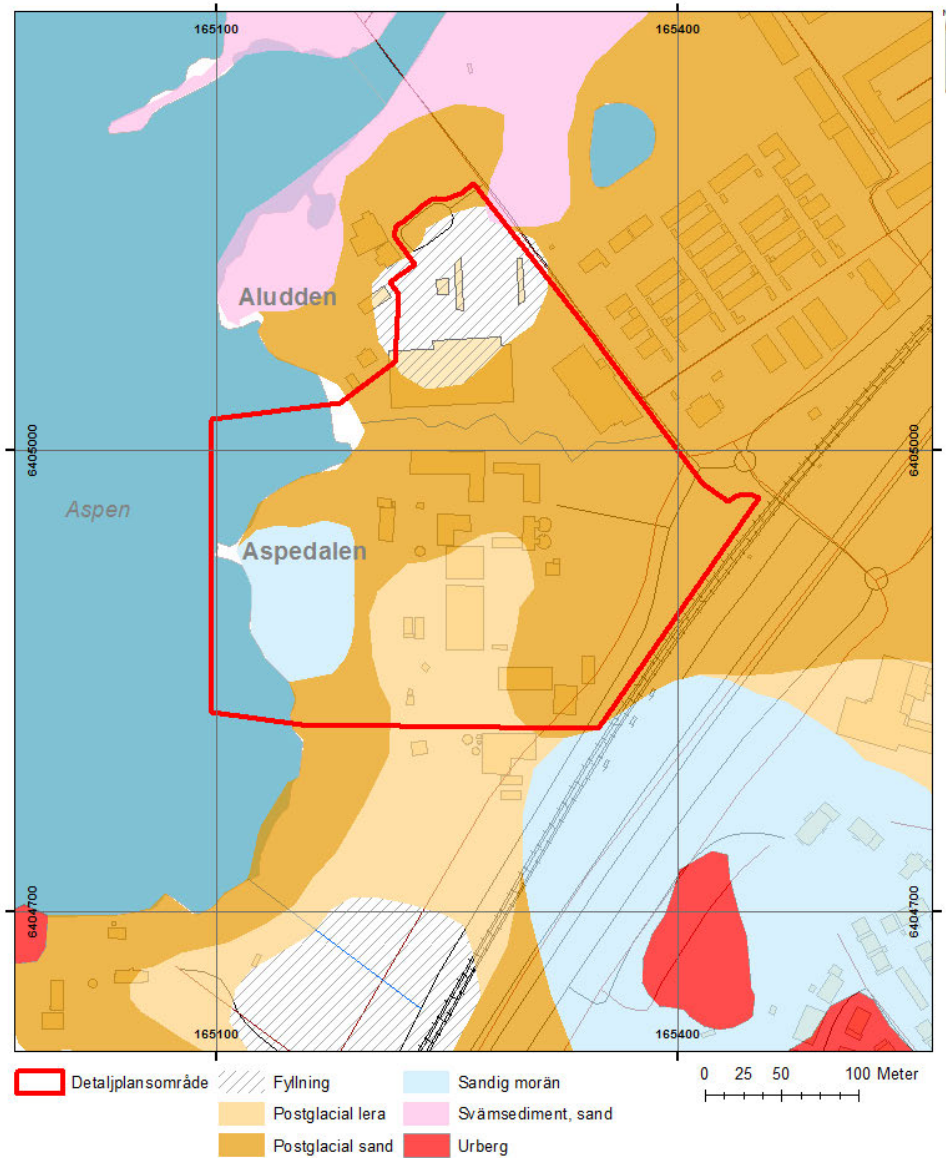 165100 165400
Aludden
6405000 6405000
Aspen
Aspedalen
6404700 6404700
165100 165400
Detaljplansområde Fyllning Sandig morän 0 25 50 100 Meter
Postglacial lera Svämsediment, sand
Postglacial sand Urberg